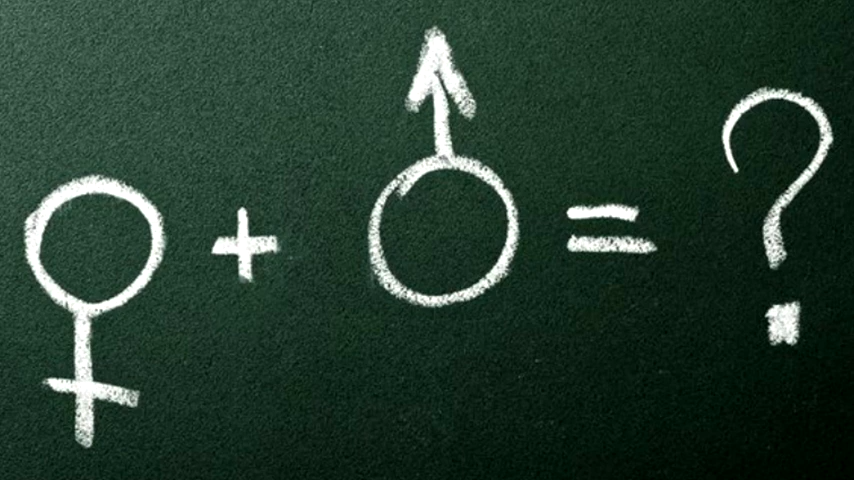 ♀ + ♂ = ?